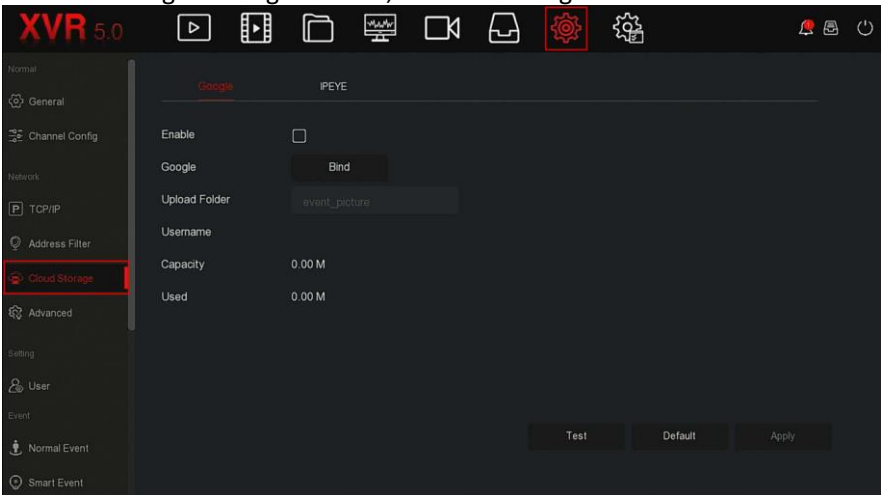 XVR 5.0
Normal
General
Channel Config
Network
TCP/IP
Address Filter
Cloud Storage
Advanced
Setting
User
Event
Normal Event
Smart Event
Google
IPEYE
Enable
Google
Bind
Upload Folder
event_picture
Username
Capacity
0.00 M
Used
0.00 M
Test
Default
Apply